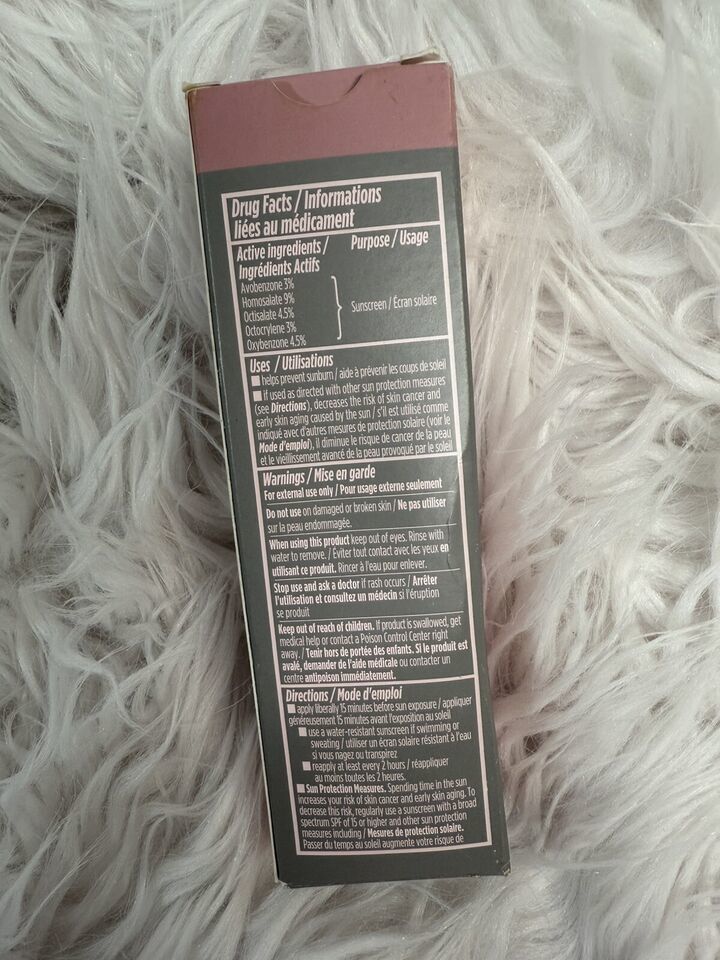 Drug Facts / Informations
liées au médicament
Active ingredients / Purpose / Usage
Ingrédients Actifs
Avobenzone 3%
Homosalate 9%
Octisalate 4.5%
Octocrylene 3%
Oxybenzone 4.5%
Sunscreen / Écran solaire
Uses / Utilisations
■ helps prevent sunburn / aide à prévenir les coups de soleil
■ if used as directed with other sun protection measures
(see Directions), decreases the risk of skin cancer and
early skin aging caused by the sun / s'il est utilisé comme
indiqué avec d'autres mesures de protection solaire (voir le
Mode d'emploi), il diminue le risque de cancer de la peau
et le vieillissement avancé de la peau provoqué par le soleil
Warnings / Mise en garde
For external use only / Pour usage externe seulement
Do not use on damaged or broken skin / Ne pas utiliser
sur la peau endommagée.
When using this product keep out of eyes. Rinse with
water to remove. / Éviter tout contact avec les yeux en
utilisant ce produit. Rincer à l'eau pour enlever.
Stop use and ask a doctor if rash occurs / Arrêter
l'utilisation et consultez un médecin si l'éruption
se produit
Keep out of reach of children. If product is swallowed, get
medical help or contact a Poison Control Center right
away. / Tenir hors de portée des enfants. Si le produit est
avalé, demander de l'aide médicale ou contacter un
centre antipoison immédiatement.
Directions / Mode d'emploi
■ apply liberally 15 minutes before sun exposure / appliquer
généreusement 15 minutes avant l'exposition au soleil
■ use a water-resistant sunscreen if swimming or
sweating / utiliser un écran solaire résistant à l'eau
si vous nagez ou transpirez
■ reapply at least every 2 hours / réappliquer
au moins toutes les 2 heures.
■ Sun Protection Measures. Spending time in the sun
increases your risk of skin cancer and early skin aging. To
decrease this risk, regularly use a sunscreen with a broad
spectrum SPF of 15 or higher and other sun protection
measures including / Mesures de protection solaire.
Passer du temps au soleil augmente votre risque de